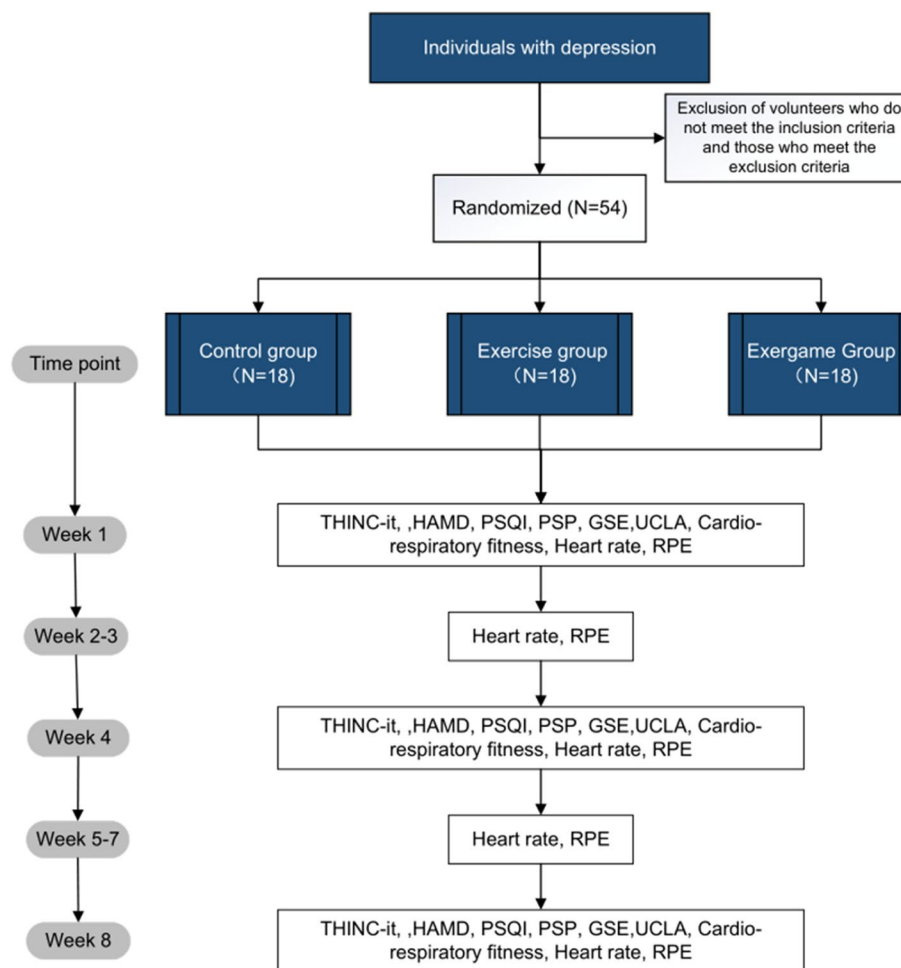 Individuals with depression
Exclusion of volunteers who do
not meet the inclusion criteria
and those who meet the
exclusion criteria
Randomized (N=54)
Control group
（N=18)
Exercise group
（N=18)
Exergame Group
（N=18)
Time point
Week 1
THINC-it, ,HAMD, PSQI, PSP, GSE,UCLA, Cardio-
respiratory fitness, Heart rate, RPE
Week 2-3
Heart rate, RPE
Week 4
THINC-it, ,HAMD, PSQI, PSP, GSE,UCLA, Cardio-
respiratory fitness, Heart rate, RPE
Week 5-7
Heart rate, RPE
Week 8
THINC-it, ,HAMD, PSQI, PSP, GSE,UCLA, Cardio-
respiratory fitness, Heart rate, RPE